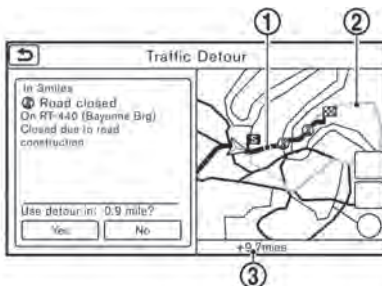 ① ②
Traffic Detour
In 3miles
Road closed
On RT-440 (Bayonne Brg)
Closed due to road
construction
Use detour in: 0.9 mile?
Yes No
S
+9.7miles
③